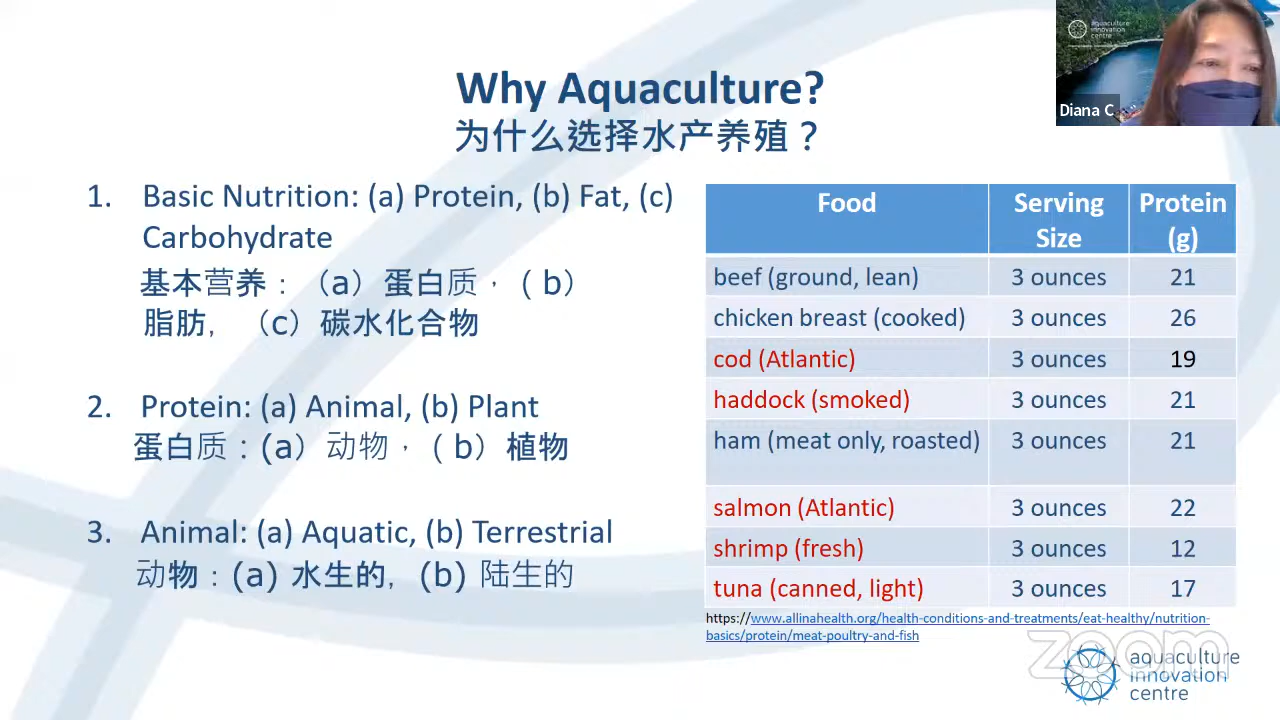 aquaculture
innovation
centre
Diana C
Why Aquaculture?
为什么选择水产养殖？
1. Basic Nutrition: (a) Protein, (b) Fat, (c)
Carbohydrate
基本营养：（a）蛋白质，（b）
脂肪，（c）碳水化合物
2. Protein: (a) Animal, (b) Plant
蛋白质：(a）动物，（b）植物
3. Animal: (a) Aquatic, (b) Terrestrial
动物：(a) 水生的，(b) 陆生的
Food Serving Size Protein (g)
beef (ground, lean) 3 ounces 21
chicken breast (cooked) 3 ounces 26
cod (Atlantic) 3 ounces 19
haddock (smoked) 3 ounces 21
ham (meat only, roasted) 3 ounces 21
salmon (Atlantic) 3 ounces 22
shrimp (fresh) 3 ounces 12
tuna (canned, light) 3 ounces 17
https://www.allinahealth.org/health-conditions-and-treatments/eat-healthy/nutrition-
basics/protein/meat-poultry-and-fish
zoom
aquaculture
innovation
centre